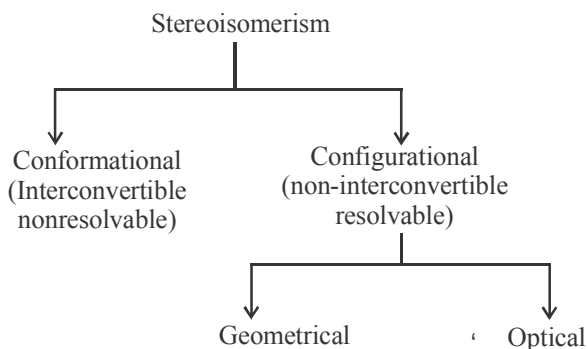 Stereoisomerism
Conformational
(Interconvertible
nonresolvable)
Configurational
(non-interconvertible
resolvable)
Geometrical ‘ Optical